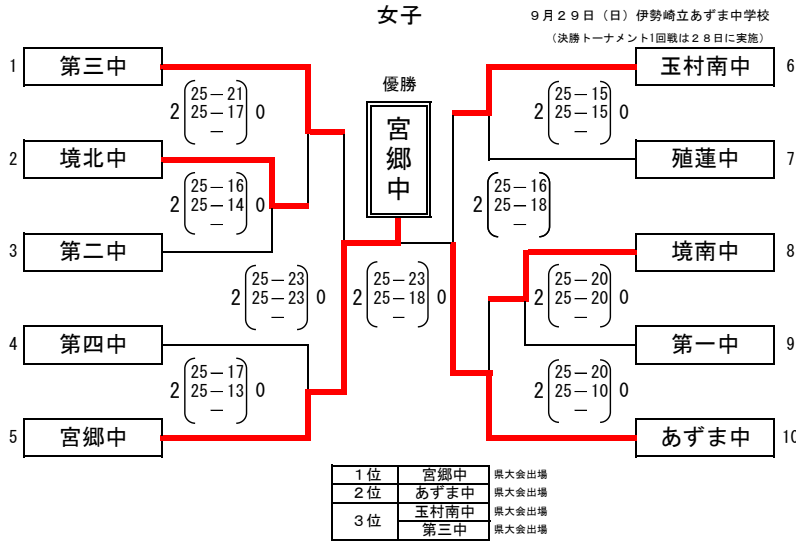 女子
9月29日（日）伊勢崎立あずま中学校
（決勝トーナメント1回戦は28日に実施）
1 第三中
2 境北中
3 第二中
4 第四中
5 宮郷中
2 25－21 0
25－17
－
2 25－16 0
25－14
－
2 25－23 0
25－23
－
2 25－17 0
25－13
－
優勝
宮郷中
2 25－23 0
25－18
－
玉村南中 6
殖蓮中 7
境南中 8
第一中 9
あずま中 10
2 25－15 0
25－15
－
2 25－16
25－18
－
2 25－20 0
25－20
－
2 25－20 0
25－10
－
1位 宮郷中 県大会出場
2位 あずま中 県大会出場
3位 玉村南中 県大会出場
第三中 県大会出場